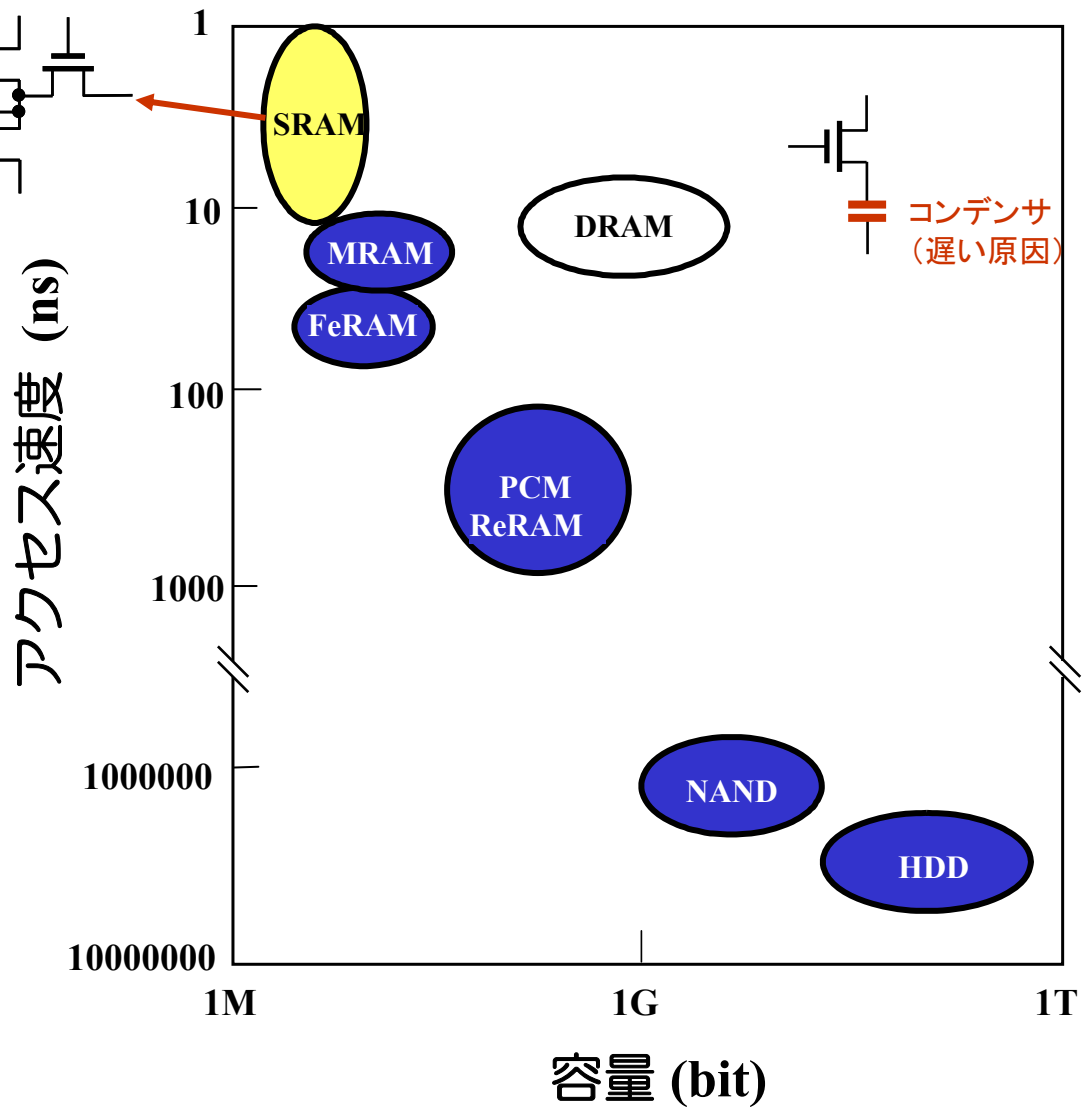 1
SRAM
10
DRAM
コンデンサ
(遅い原因)
MRAM
FeRAM
アクセス速度 (ns)
100
PCM
ReRAM
1000
1000000
NAND
HDD
10000000
1M
1G
1T
容量 (bit)